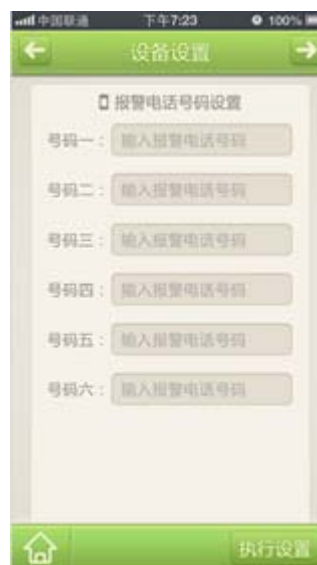 中国联通 下午7:23 100%
设备设置
报警电话号码设置
号码一： 输入报警电话号码
号码二： 输入报警电话号码
号码三： 输入报警电话号码
号码四： 输入报警电话号码
号码五： 输入报警电话号码
号码六： 输入报警电话号码
执行设置